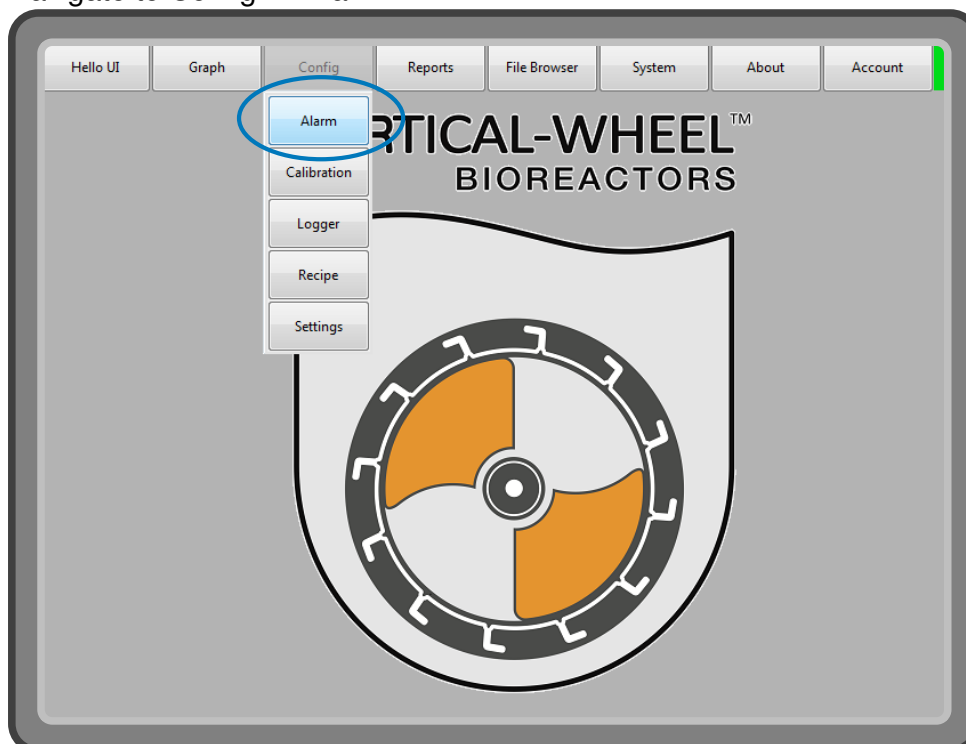 Hello UI Graph Config Reports File Browser System About Account
Alarm
RTICAL-WHEEL™
BIOREACTORS
Calibration
Logger
Recipe
Settings